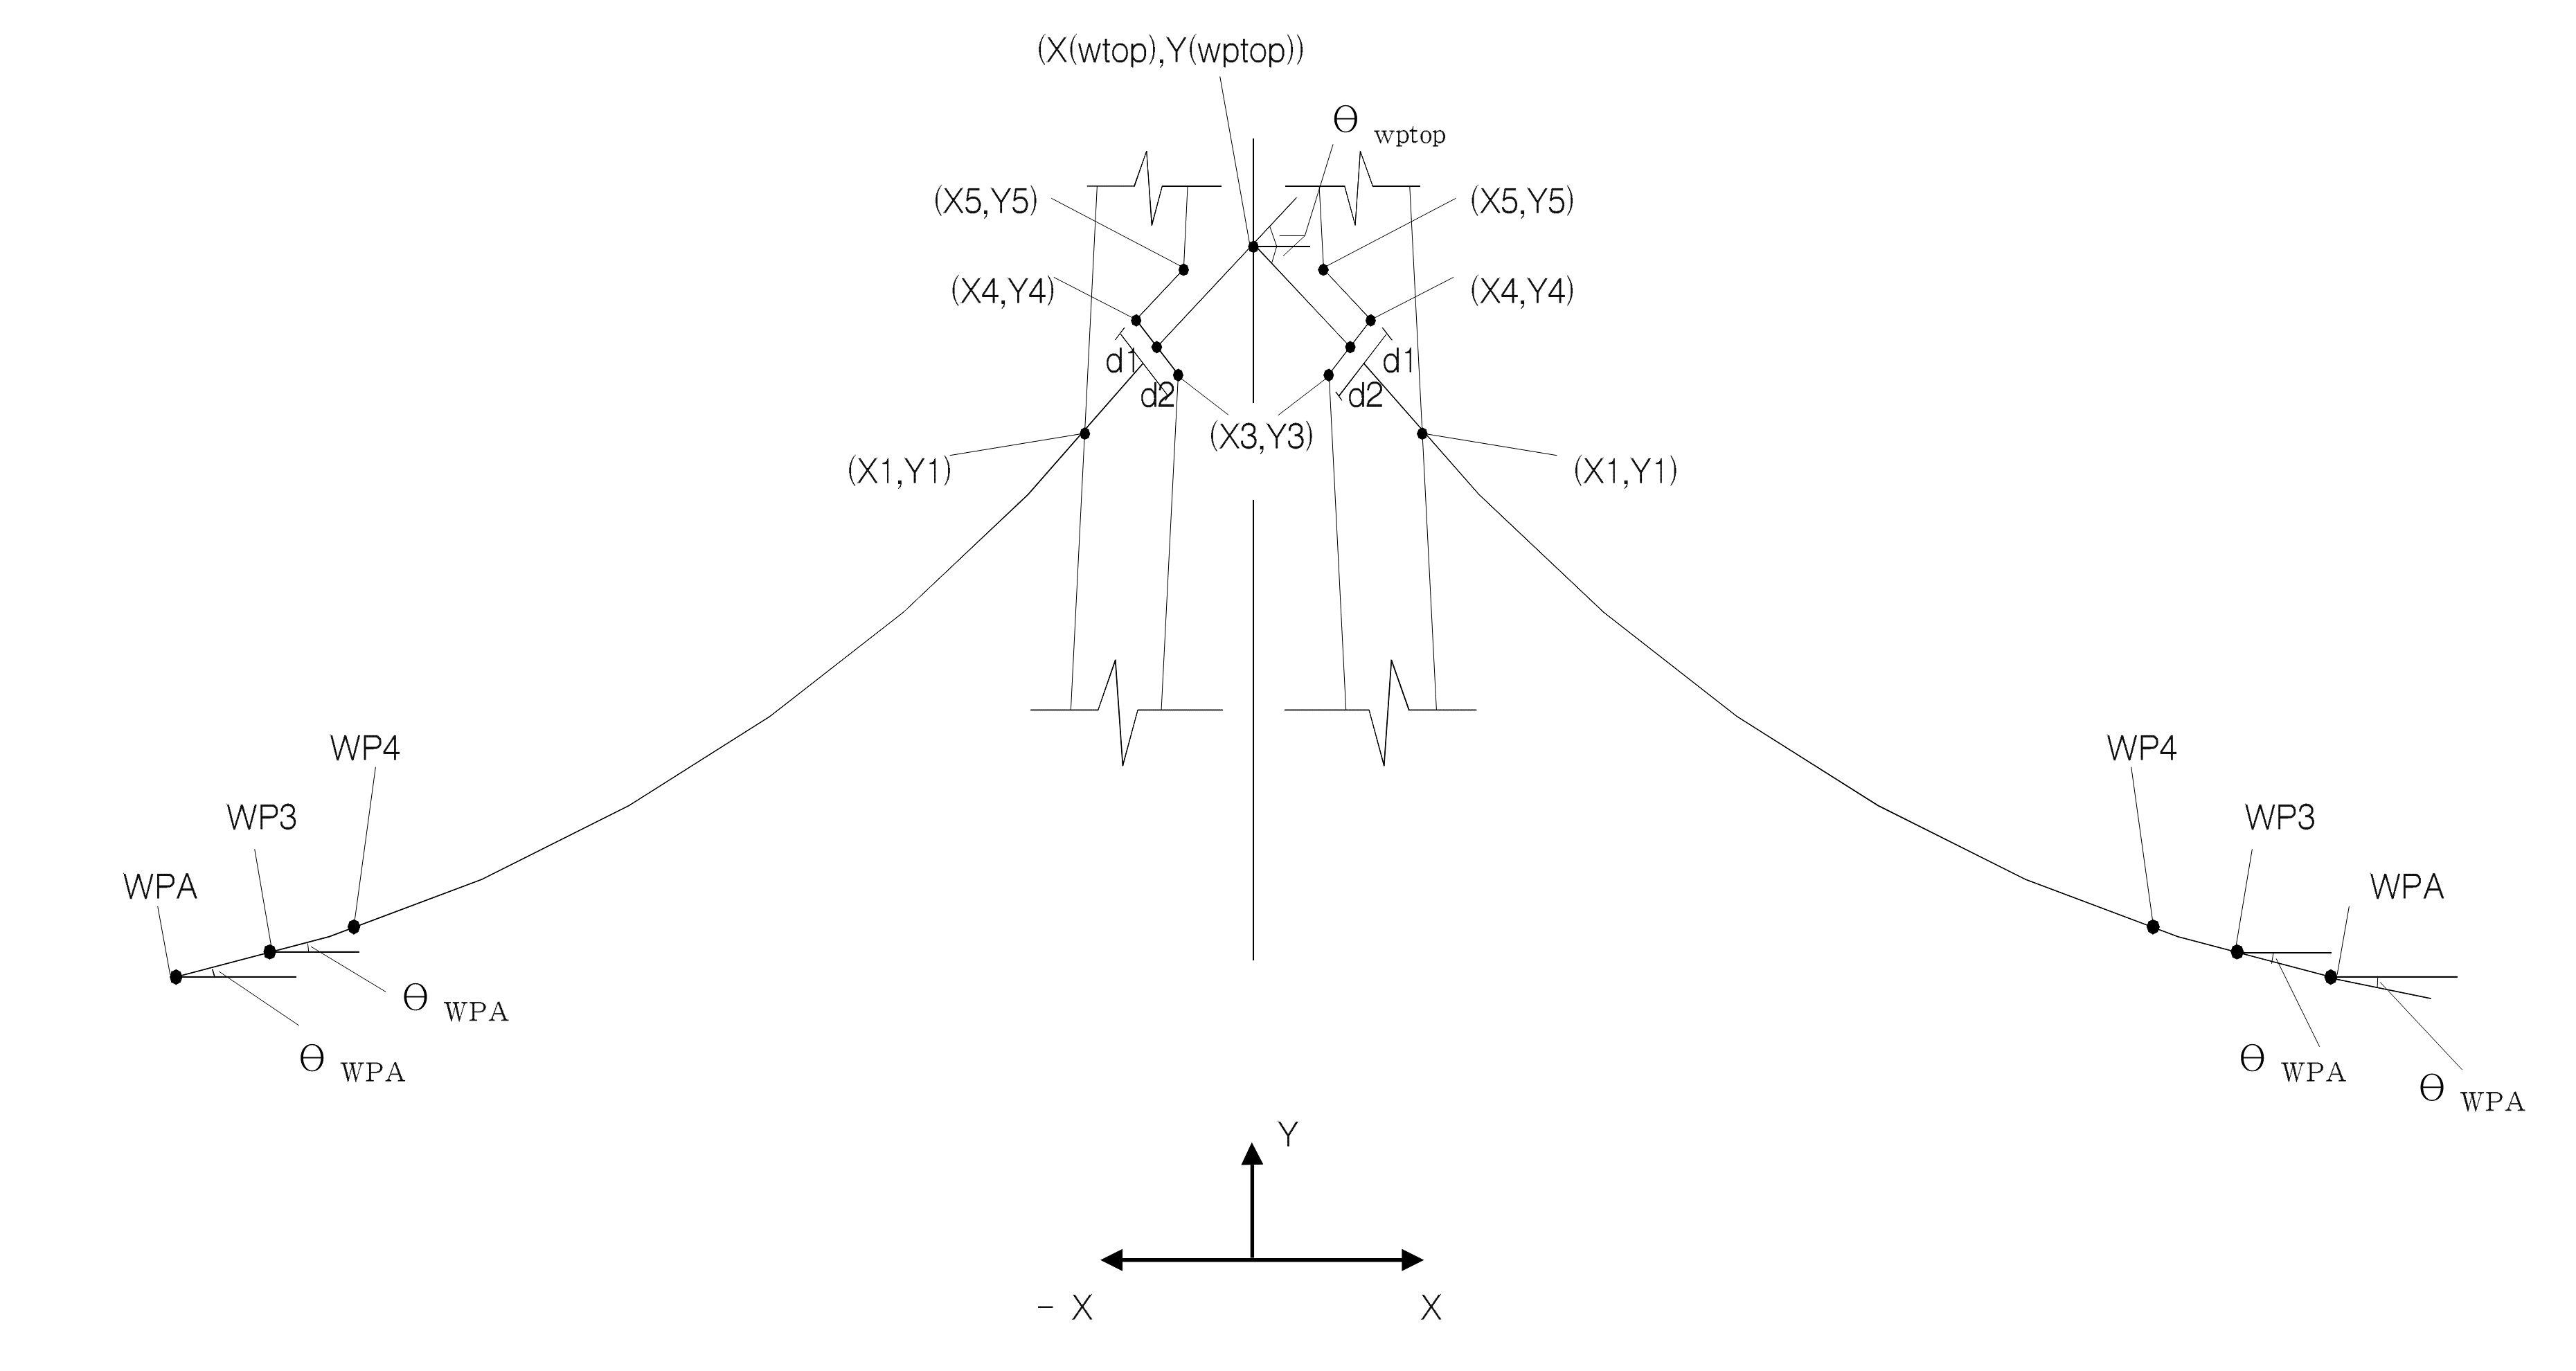 (X(wtop),Y(wptop))
θ wptop
(X5,Y5)
(X5,Y5)
(X4,Y4)
(X4,Y4)
d1
d1
d2
d2
(X3,Y3)
(X1,Y1)
(X1,Y1)
WP4
WP4
WP3
WP3
WPA
WPA
θ WPA
θ WPA
θ WPA
θ WPA
Y
- X
X